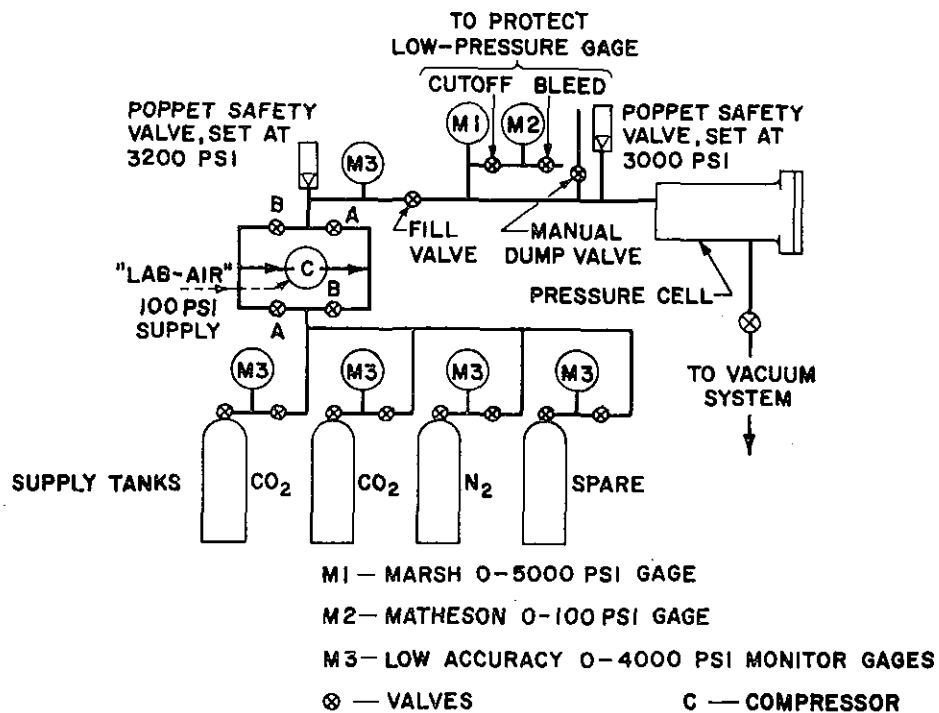 TO PROTECT
LOW-PRESSURE GAGE
CUTOFF BLEED
POPPET SAFETY
VALVE, SET AT
3200 PSI
M3
M1
M2
POPPET SAFETY
VALVE, SET AT
3000 PSI
B
A
FILL
VALVE
MANUAL
DUMP VALVE
PRESSURE CELL
"LAB-AIR"
100 PSI
SUPPLY
C
B
A
TO VACUUM
SYSTEM
M3
M3
M3
M3
SUPPLY TANKS
CO2
CO2
N2
SPARE
M1 — MARSH 0-5000 PSI GAGE
M2 — MATHESON 0-100 PSI GAGE
M3 — LOW ACCURACY 0-4000 PSI MONITOR GAGES
⊗ — VALVES
C — COMPRESSOR